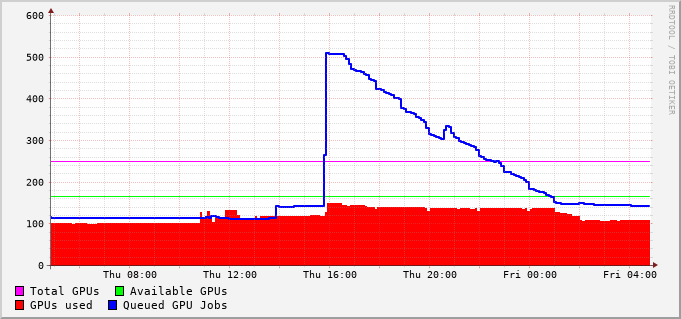 600
500
400
300
200
100
0
Thu 08:00 Thu 12:00 Thu 16:00 Thu 20:00 Fri 00:00 Fri 04:00
Total GPUs Available GPUs
GPUs used Queued GPU Jobs
RRDTOOL / TOBI OETIKER